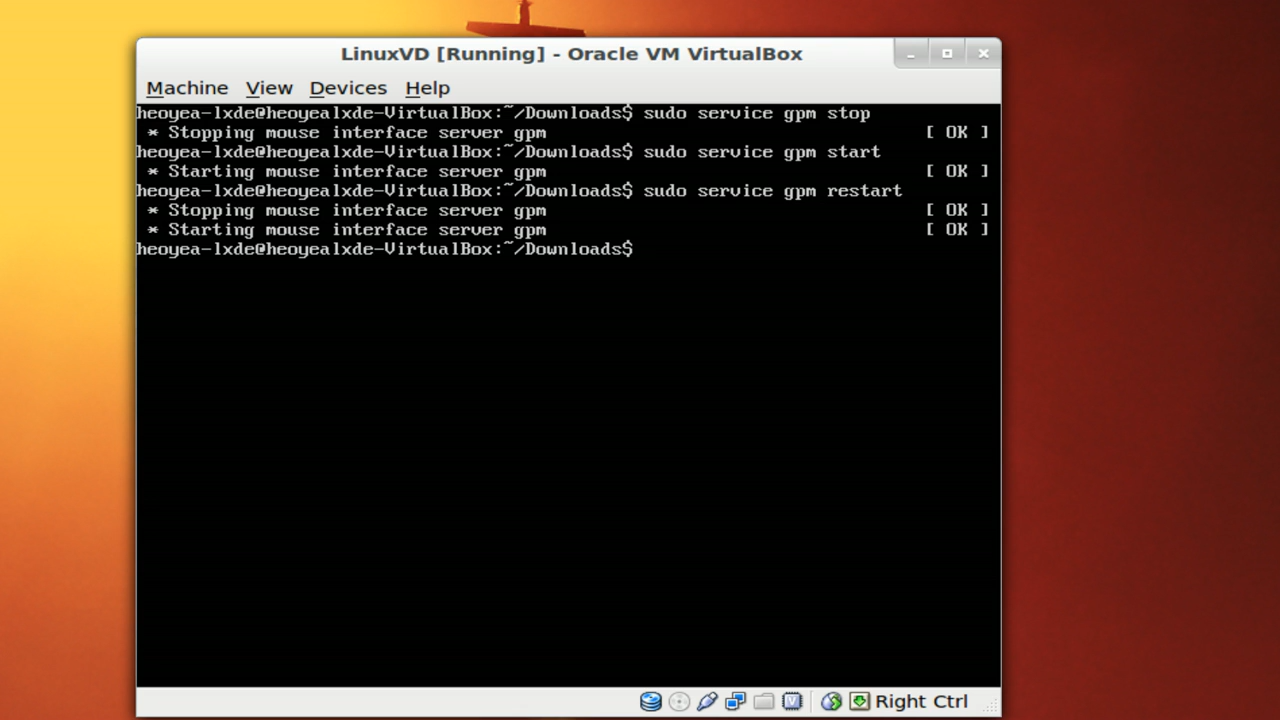 LinuxVD [Running] - Oracle VM VirtualBox
Machine View Devices Help
heoyea-lxde@heoyealxde-VirtualBox:~/Downloads$ sudo service gpm stop
 * Stopping mouse interface server gpm [ OK ]
heoyea-lxde@heoyealxde-VirtualBox:~/Downloads$ sudo service gpm start
 * Starting mouse interface server gpm [ OK ]
heoyea-lxde@heoyealxde-VirtualBox:~/Downloads$ sudo service gpm restart
 * Stopping mouse interface server gpm [ OK ]
 * Starting mouse interface server gpm [ OK ]
heoyea-lxde@heoyealxde-VirtualBox:~/Downloads$
Right Ctrl